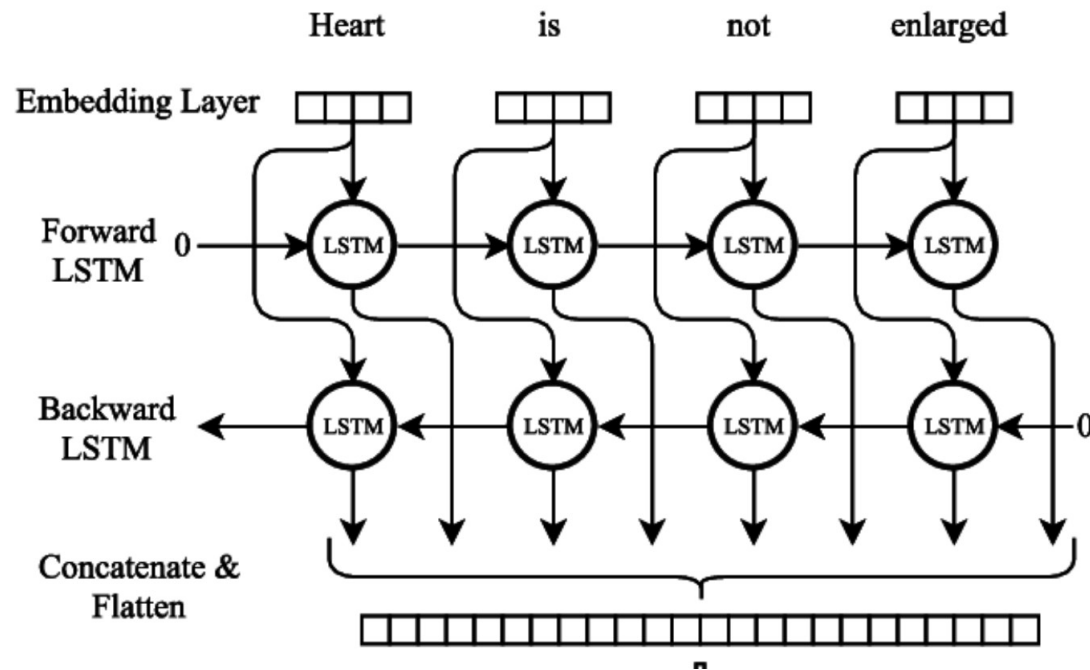 Heart is not enlarged
Embedding Layer
Forward
LSTM
0
LSTM LSTM LSTM LSTM
Backward
LSTM
LSTM LSTM LSTM LSTM
0
Concatenate &
Flatten